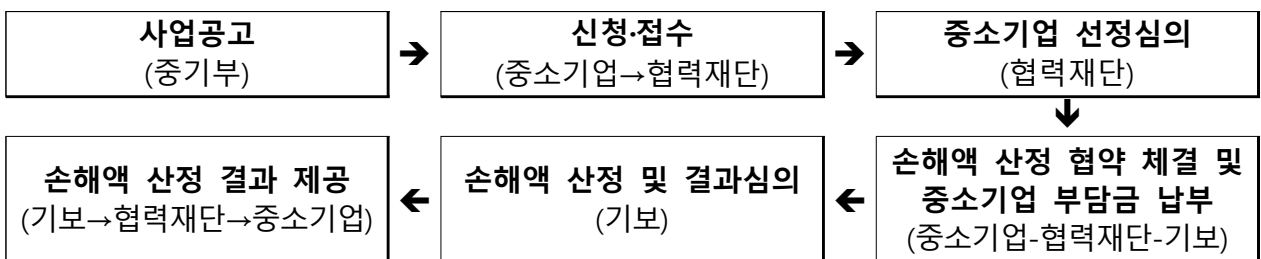 사업공고
(중기부)
➔
신청·접수
(중소기업→협력재단)
➔
중소기업 선정심의
(협력재단)
🡻
손해액 산정 협약 체결 및
중소기업 부담금 납부
(중소기업-협력재단-기보)
🡸
손해액 산정 및 결과심의
(기보)
🡸
손해액 산정 결과 제공
(기보→협력재단→중소기업)